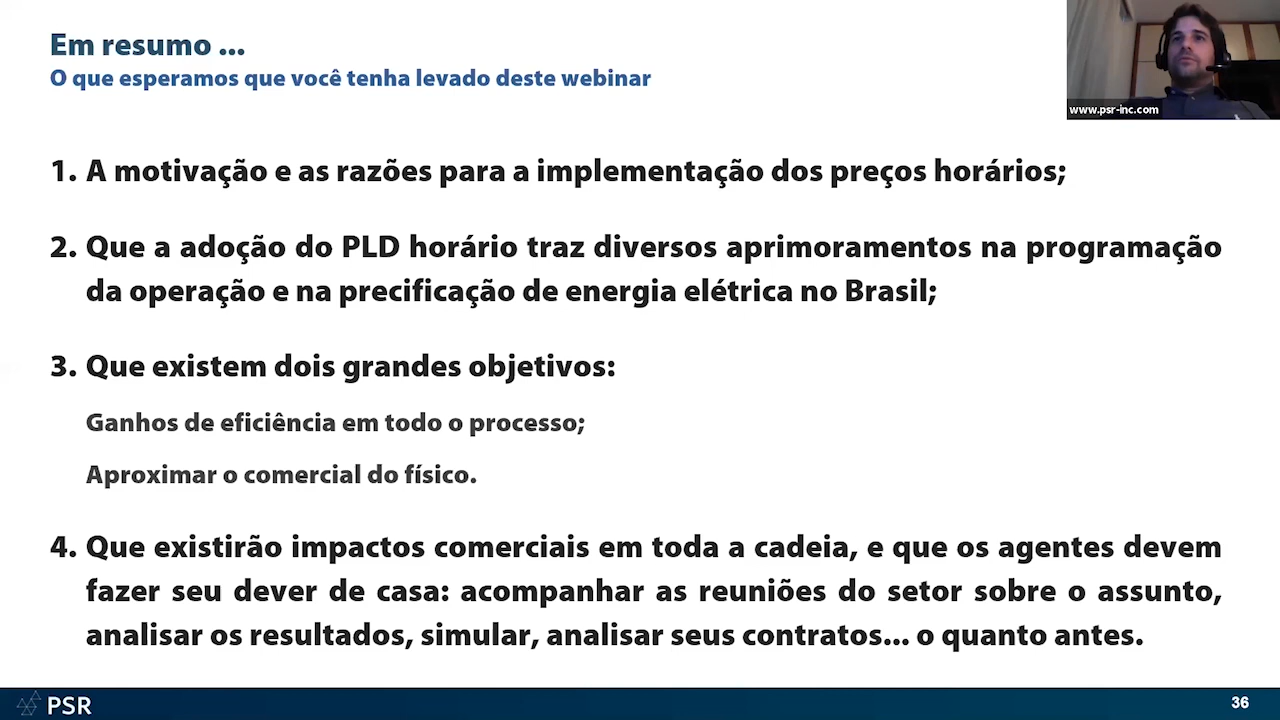 Em resumo ...
O que esperamos que você tenha levado deste webinar
www.psr-inc.com
1. A motivação e as razões para a implementação dos preços horários;
2. Que a adoção do PLD horário traz diversos aprimoramentos na programação
da operação e na precificação de energia elétrica no Brasil;
3. Que existem dois grandes objetivos:
Ganhos de eficiência em todo o processo;
Aproximar o comercial do físico.
4. Que existirão impactos comerciais em toda a cadeia, e que os agentes devem
fazer seu dever de casa: acompanhar as reuniões do setor sobre o assunto,
analisar os resultados, simular, analisar seus contratos... o quanto antes.
PSR
36